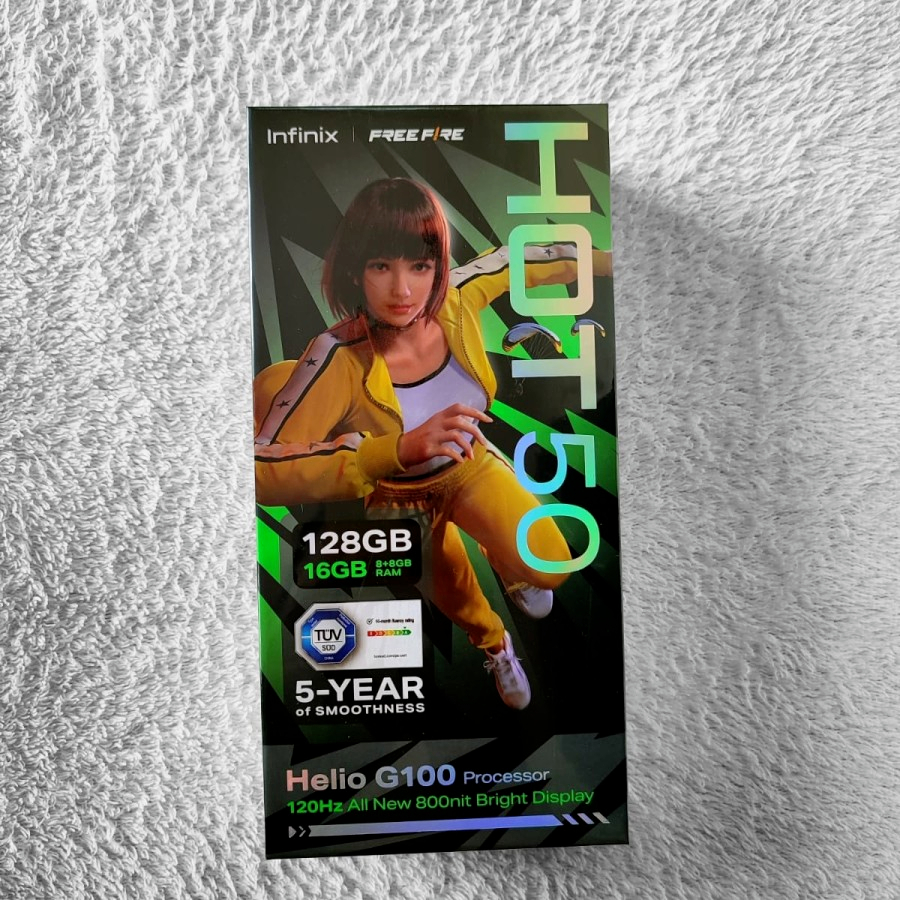 Infinix | FREE FIRE
HOT 50
128GB
16GB 8+8GB RAM
TÜV
SÜD
5-YEAR
of SMOOTHNESS
Helio G100 Processor
120Hz All New 800nit Bright Display